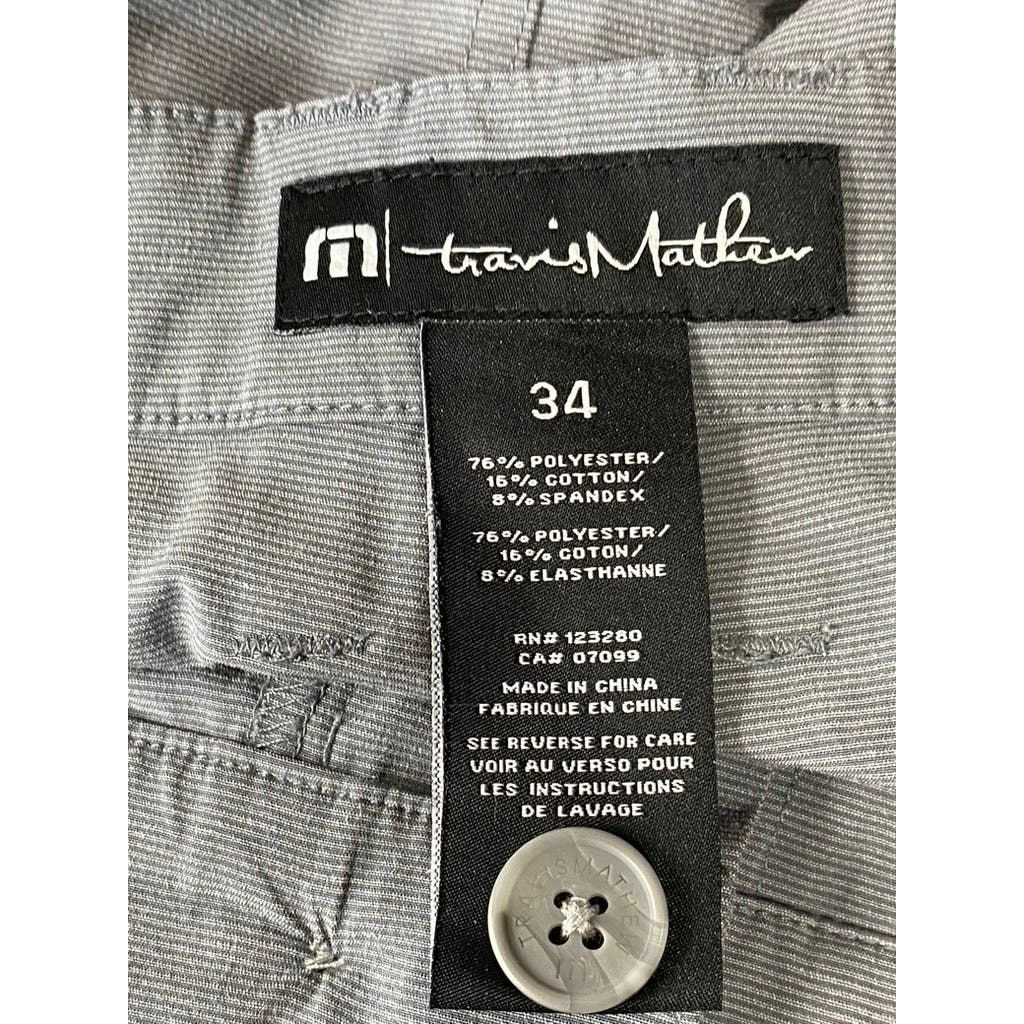 m travisMathew
34
76% POLYESTER/
16% COTTON/
8% SPANDEX
76% POLYESTER/
16% COTON/
8% ELASTHANNE
RN# 123280
CA# 07099
MADE IN CHINA
FABRIQUE EN CHINE
SEE REVERSE FOR CARE
VOIR AU VERSO POUR
LES INSTRUCTIONS
DE LAVAGE
TRAVISMATHEW